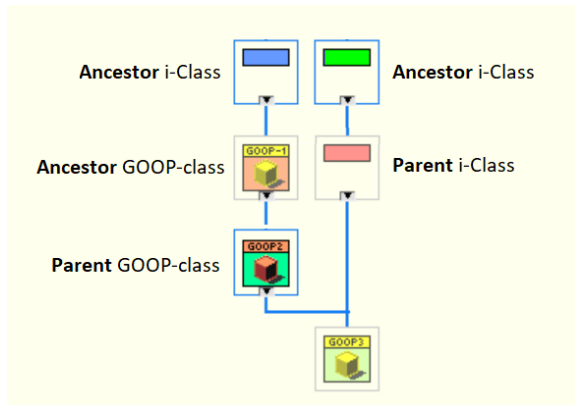 Ancestor i-Class
Ancestor i-Class
GOOP-1
Ancestor GOOP-class
Parent i-Class
GOOP2
Parent GOOP-class
GOOP3